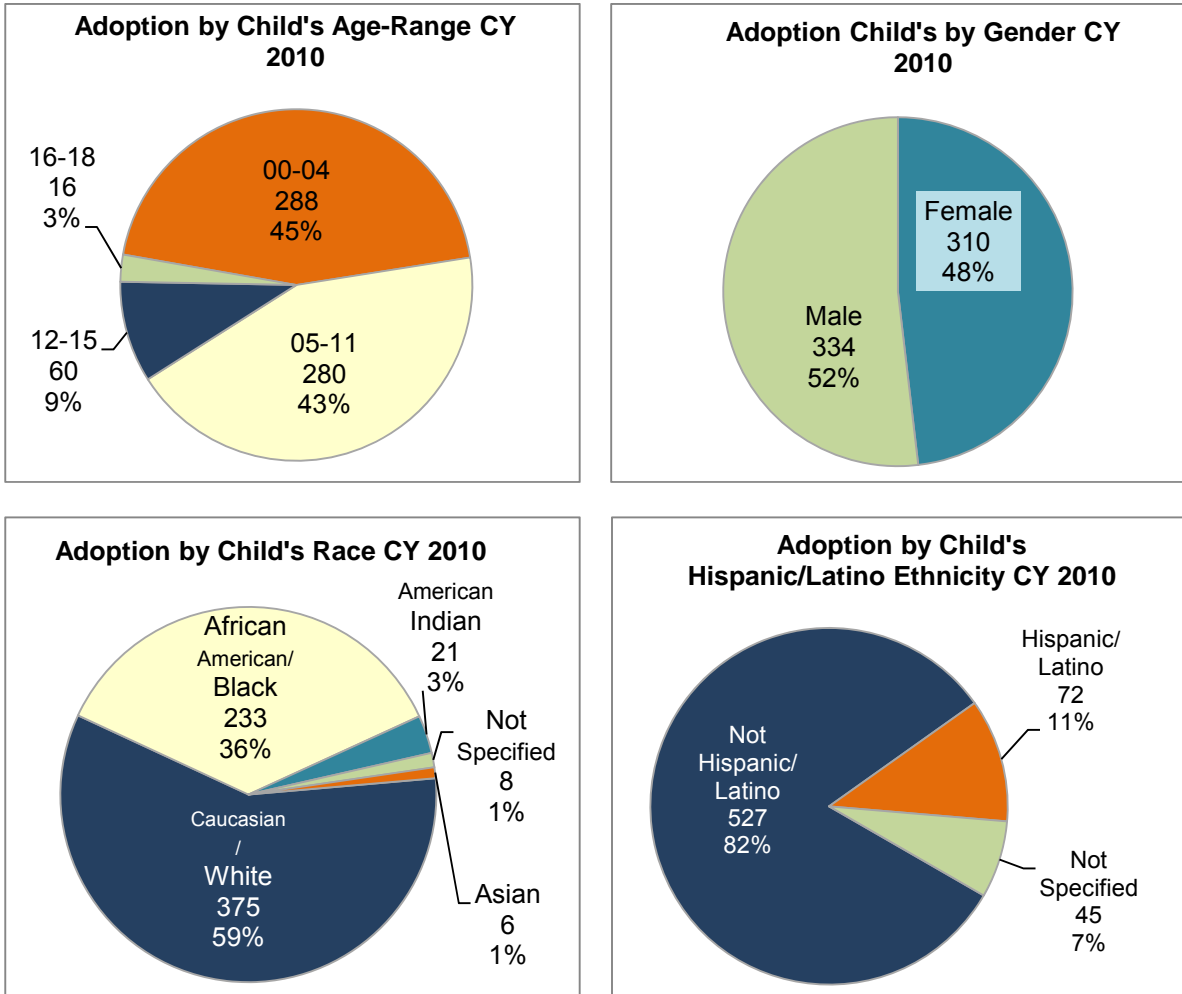 Adoption by Child's Age-Range CY
2010
16-18
16
3%
00-04
288
45%
12-15
60
9%
05-11
280
43%
Adoption Child's by Gender CY
2010
Female
310
48%
Male
334
52%
Adoption by Child's Race CY 2010
African
American/
Black
233
36%
American
Indian
21
3%
Not
Specified
8
1%
Caucasian
/
White
375
59%
Asian
6
1%
Adoption by Child's
Hispanic/Latino Ethnicity CY 2010
Hispanic/
Latino
72
11%
Not
Hispanic/
Latino
527
82%
Not
Specified
45
7%